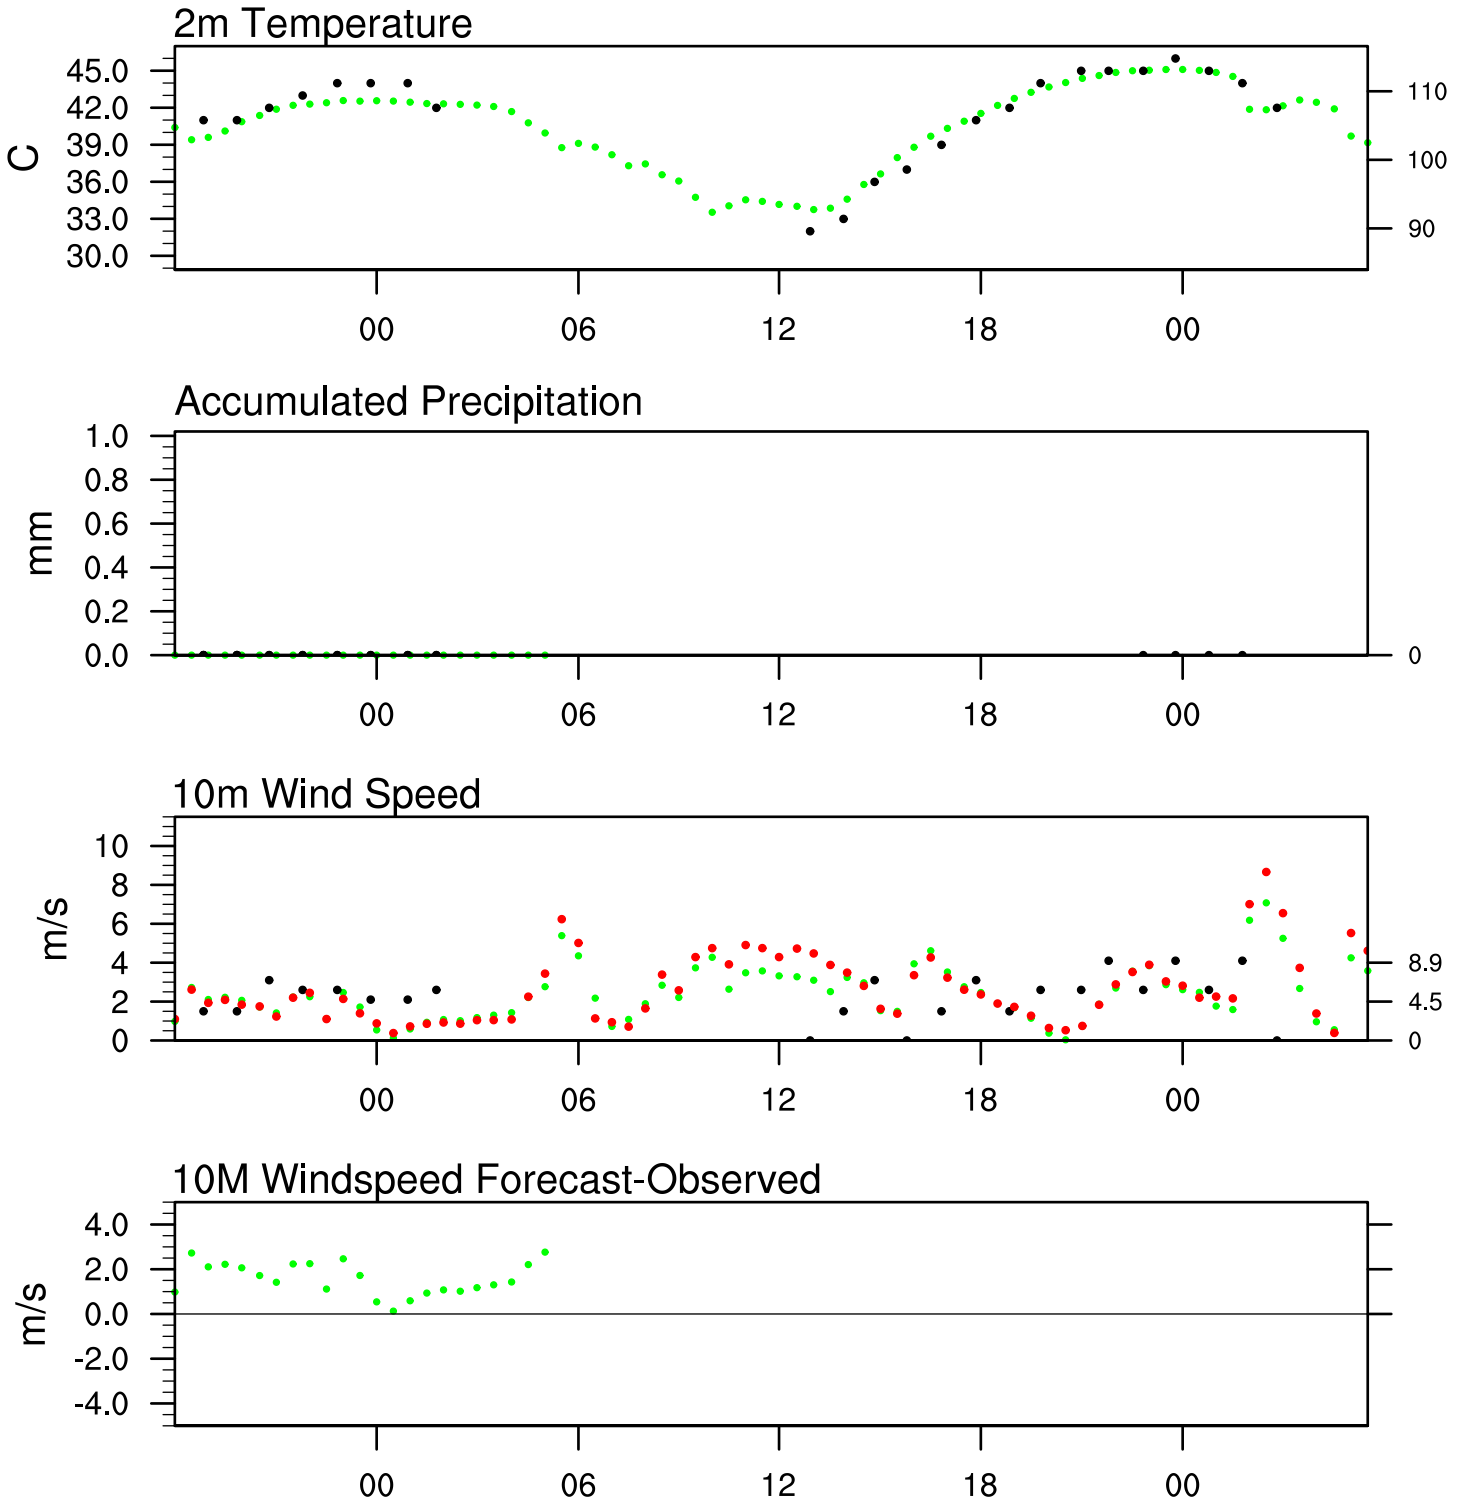 2m Temperature
45.0
42.0
39.0
36.0
33.0
30.0
C
110
100
90
00 06 12 18 00
Accumulated Precipitation
1.0
0.8
0.6
0.4
0.2
0.0
mm
0
00 06 12 18 00
10m Wind Speed
10
8
6
4
2
0
m/s
8.9
4.5
0
00 06 12 18 00
10M Windspeed Forecast-Observed
4.0
2.0
0.0
-2.0
-4.0
m/s
00 06 12 18 00